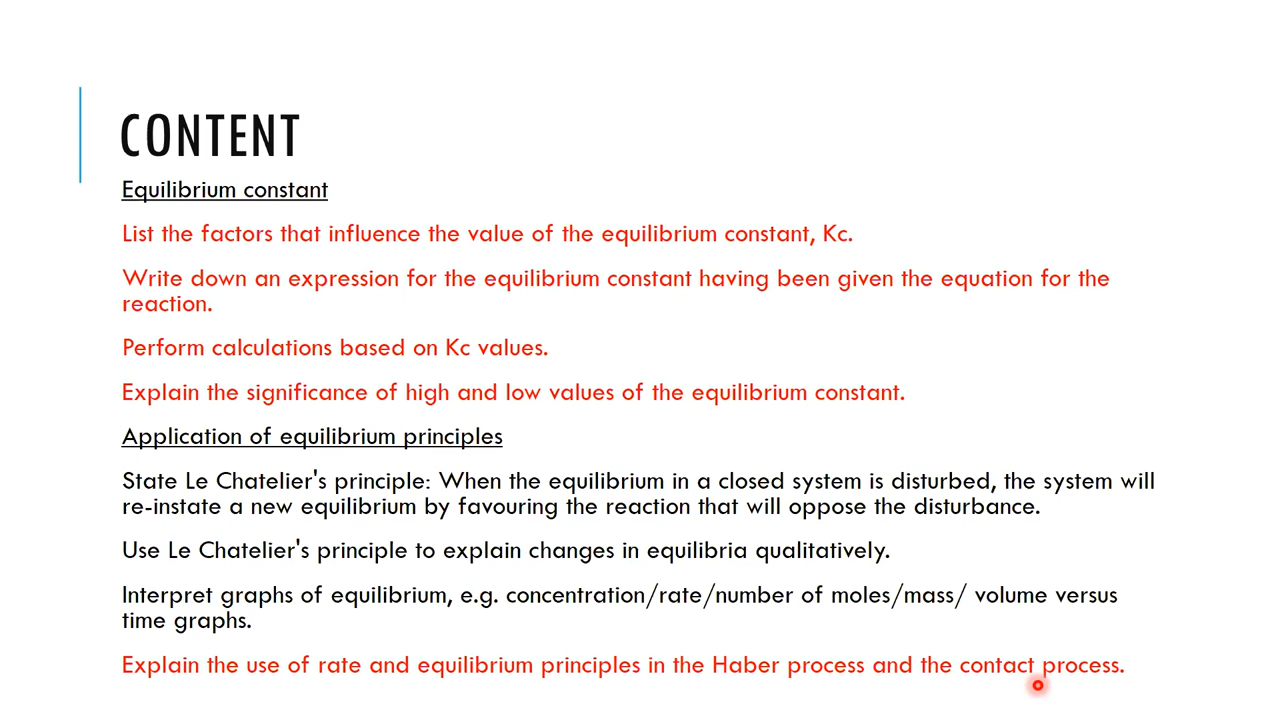 CONTENT
Equilibrium constant
List the factors that influence the value of the equilibrium constant, Kc.
Write down an expression for the equilibrium constant having been given the equation for the
reaction.
Perform calculations based on Kc values.
Explain the significance of high and low values of the equilibrium constant.
Application of equilibrium principles
State Le Chatelier's principle: When the equilibrium in a closed system is disturbed, the system will
re-instate a new equilibrium by favouring the reaction that will oppose the disturbance.
Use Le Chatelier's principle to explain changes in equilibria qualitatively.
Interpret graphs of equilibrium, e.g. concentration/rate/number of moles/mass/ volume versus
time graphs.
Explain the use of rate and equilibrium principles in the Haber process and the contact process.